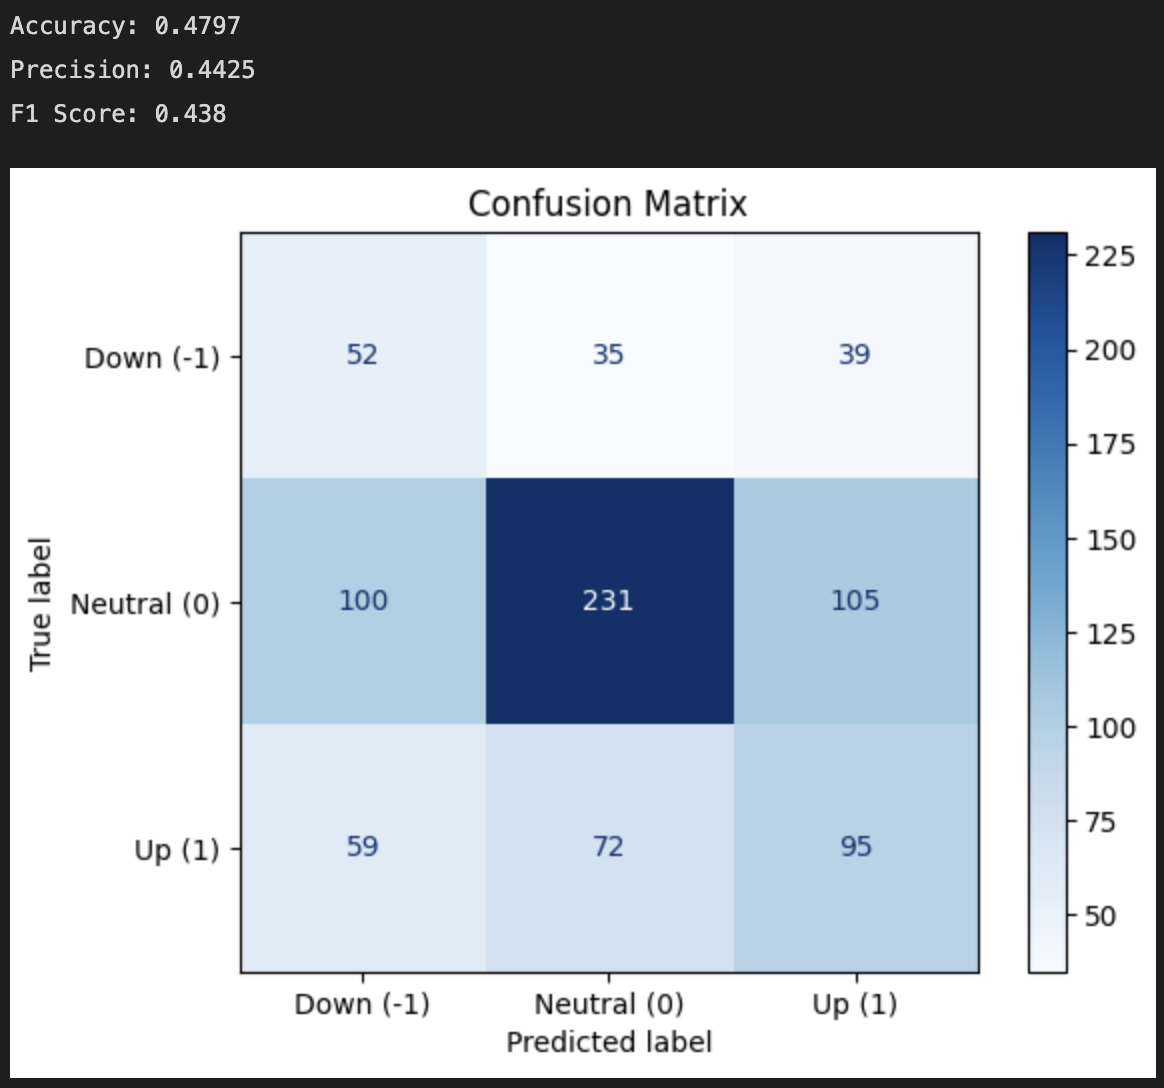 Accuracy: 0.4797
Precision: 0.4425
F1 Score: 0.438
Confusion Matrix
Down (-1) 52 35 39
Neutral (0) 100 231 105
Up (1) 59 72 95
Down (-1) Neutral (0) Up (1)
Predicted label
True label
225
200
175
150
125
100
75
50